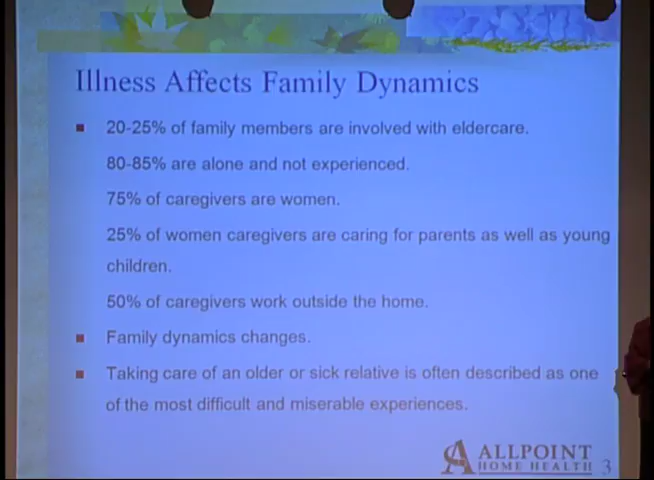 Illness Affects Family Dynamics
20-25% of family members are involved with eldercare.
80-85% are alone and not experienced.
75% of caregivers are women.
25% of women caregivers are caring for parents as well as young
children.
50% of caregivers work outside the home.
Family dynamics changes.
Taking care of an older or sick relative is often described as one
of the most difficult and miserable experiences.
ALLPOINT
HOME HEALTH
3